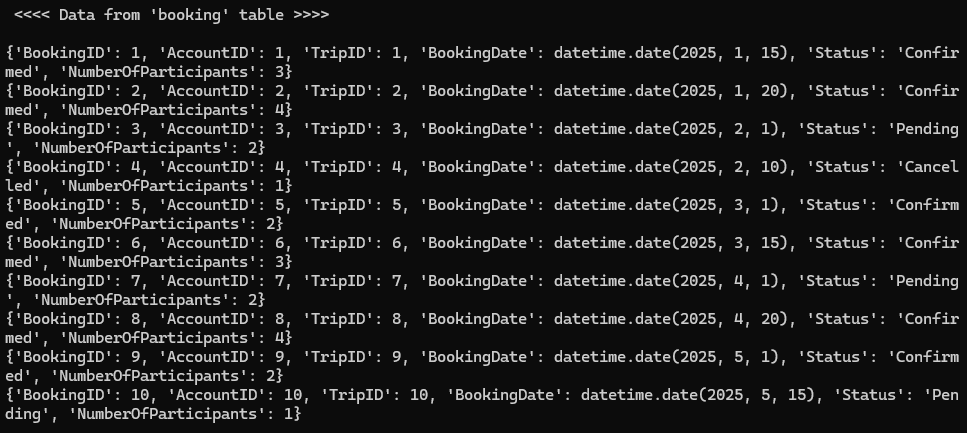 <<<< Data from 'booking' table >>>>
{'BookingID': 1, 'AccountID': 1, 'TripID': 1, 'BookingDate': datetime.date(2025, 1, 15), 'Status': 'Confir
med', 'NumberOfParticipants': 3}
{'BookingID': 2, 'AccountID': 2, 'TripID': 2, 'BookingDate': datetime.date(2025, 1, 20), 'Status': 'Confir
med', 'NumberOfParticipants': 4}
{'BookingID': 3, 'AccountID': 3, 'TripID': 3, 'BookingDate': datetime.date(2025, 2, 1), 'Status': 'Pending
', 'NumberOfParticipants': 2}
{'BookingID': 4, 'AccountID': 4, 'TripID': 4, 'BookingDate': datetime.date(2025, 2, 10), 'Status': 'Cancel
led', 'NumberOfParticipants': 1}
{'BookingID': 5, 'AccountID': 5, 'TripID': 5, 'BookingDate': datetime.date(2025, 3, 1), 'Status': 'Confirm
ed', 'NumberOfParticipants': 2}
{'BookingID': 6, 'AccountID': 6, 'TripID': 6, 'BookingDate': datetime.date(2025, 3, 15), 'Status': 'Confir
med', 'NumberOfParticipants': 3}
{'BookingID': 7, 'AccountID': 7, 'TripID': 7, 'BookingDate': datetime.date(2025, 4, 1), 'Status': 'Pending
', 'NumberOfParticipants': 2}
{'BookingID': 8, 'AccountID': 8, 'TripID': 8, 'BookingDate': datetime.date(2025, 4, 20), 'Status': 'Confir
med', 'NumberOfParticipants': 4}
{'BookingID': 9, 'AccountID': 9, 'TripID': 9, 'BookingDate': datetime.date(2025, 5, 1), 'Status': 'Confirm
ed', 'NumberOfParticipants': 2}
{'BookingID': 10, 'AccountID': 10, 'TripID': 10, 'BookingDate': datetime.date(2025, 5, 15), 'Status': 'Pen
ding', 'NumberOfParticipants': 1}